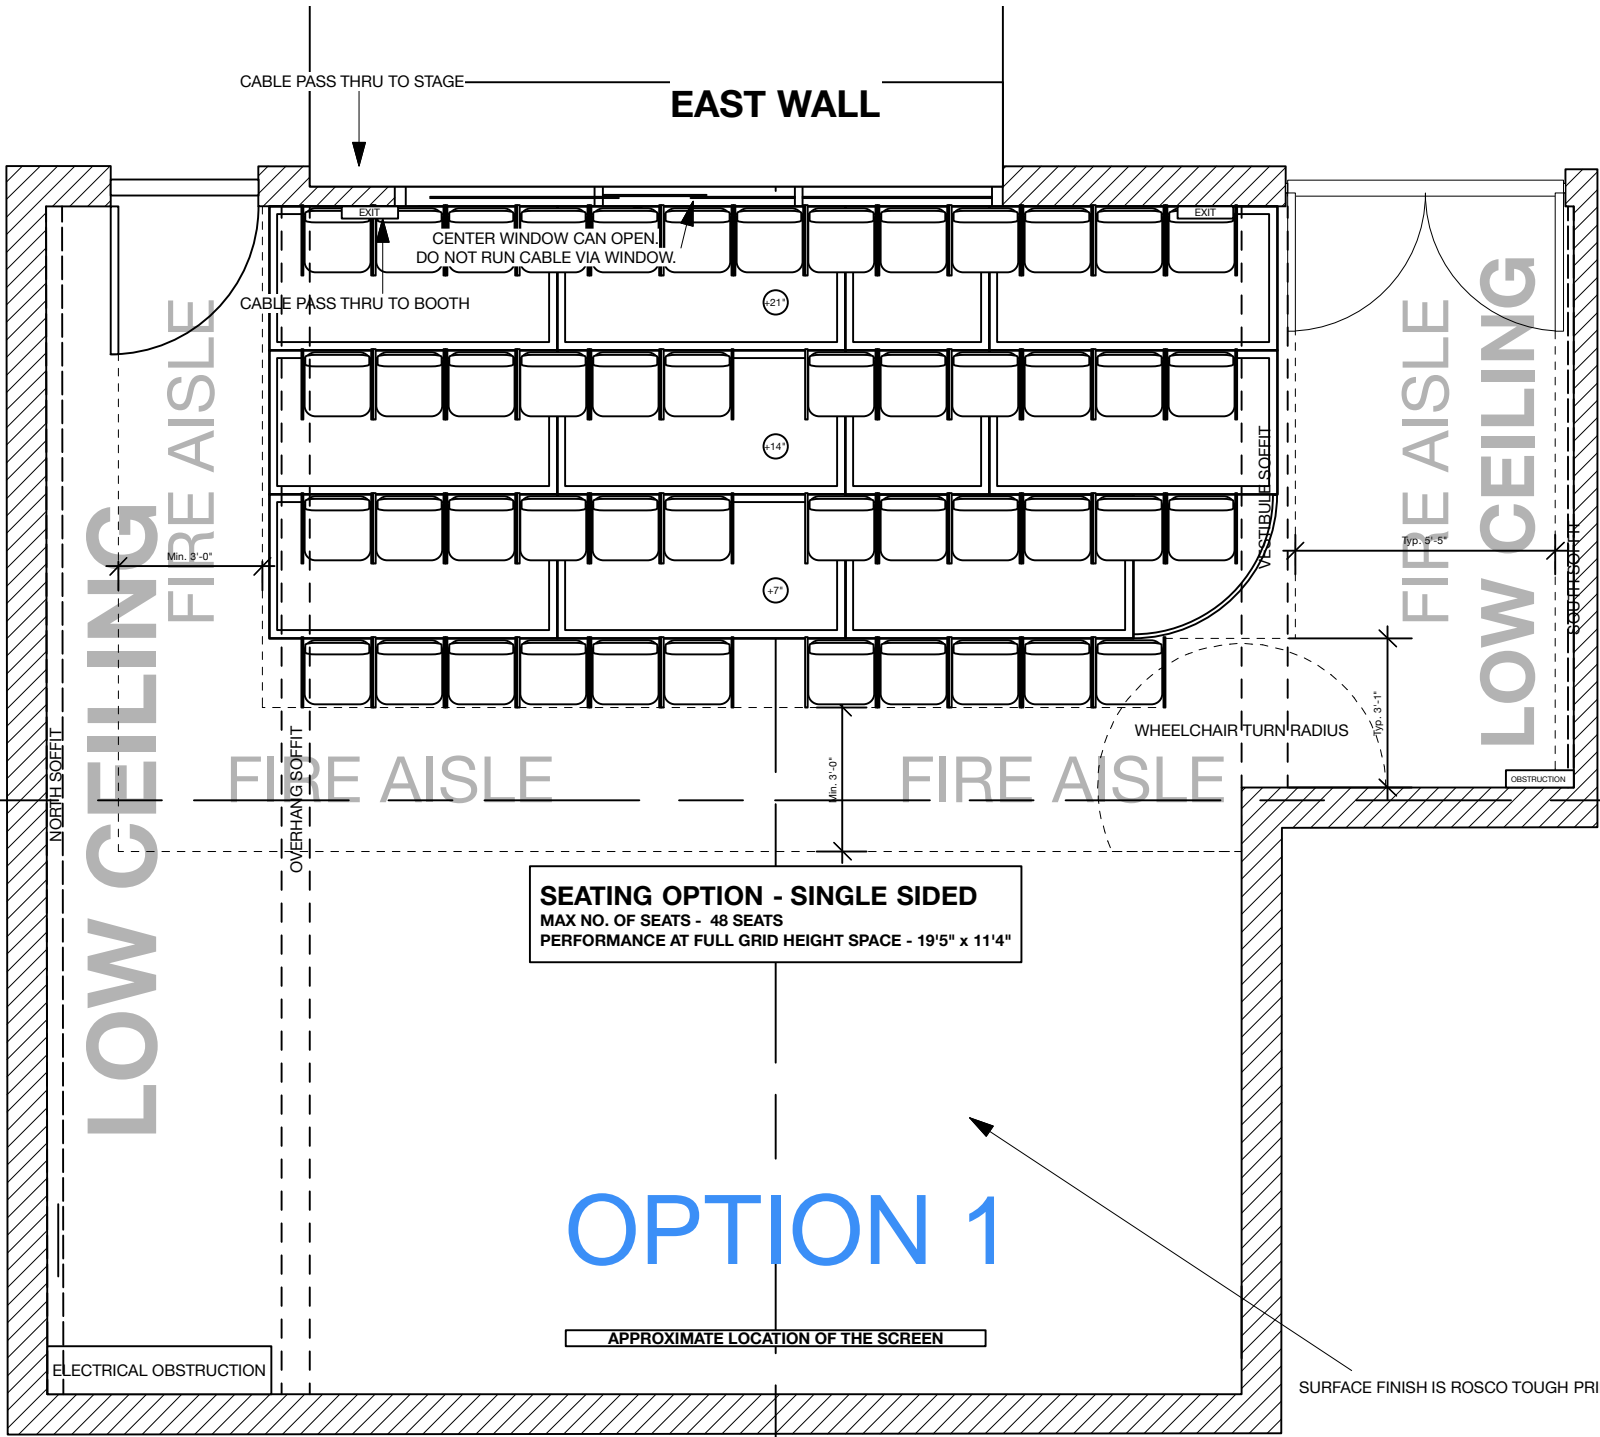 CABLE PASS THRU TO STAGE
EAST WALL
EXIT
EXIT
CENTER WINDOW CAN OPEN.
DO NOT RUN CABLE VIA WINDOW.
CABLE PASS THRU TO BOOTH
+21"
+14"
+7"
FIRE AISLE
LOW CEILING
Min. 3'-0"
NORTH SOFFIT
OVERHANG SOFFIT
FIRE AISLE
FIRE AISLE
Min. 3'-0"
VESTIBULE SOFFIT
FIRE AISLE
LOW CEILING
Typ. 5'-5"
Typ. 3'-1"
WHEELCHAIR TURN RADIUS
OBSTRUCTION
SEATING OPTION - SINGLE SIDED
MAX NO. OF SEATS - 48 SEATS
PERFORMANCE AT FULL GRID HEIGHT SPACE - 19'5" x 11'4"
OPTION 1
APPROXIMATE LOCATION OF THE SCREEN
ELECTRICAL OBSTRUCTION
SURFACE FINISH IS ROSCO TOUGH PRI